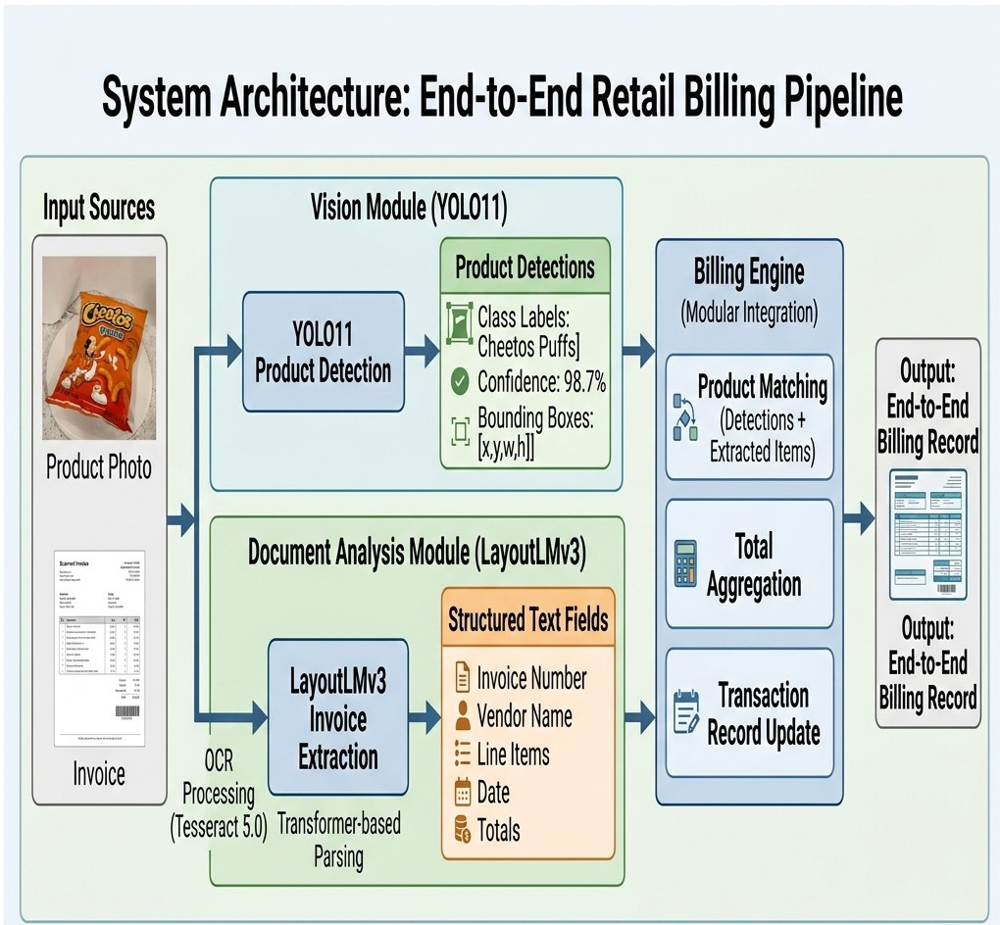 System Architecture: End-to-End Retail Billing Pipeline
Input Sources
Cheetos
Product Photo
Invoice
Vision Module (YOLO11)
YOLO11
Product Detection
Product Detections
Class Labels:
Cheetos Puffs]
Confidence: 98.7%
Bounding Boxes:
[x,y,w,h]]
Document Analysis Module (LayoutLMv3)
OCR
Processing
(Tesseract 5.0)
LayoutLMv3
Invoice
Extraction
Transformer-based
Parsing
Structured Text Fields
Invoice Number
Vendor Name
Line Items
Date
Totals
Billing Engine
(Modular Integration)
Product Matching
(Detections +
Extracted Items)
Total
Aggregation
Transaction
Record Update
Output:
End-to-End
Billing Record
Output:
End-to-End
Billing Record